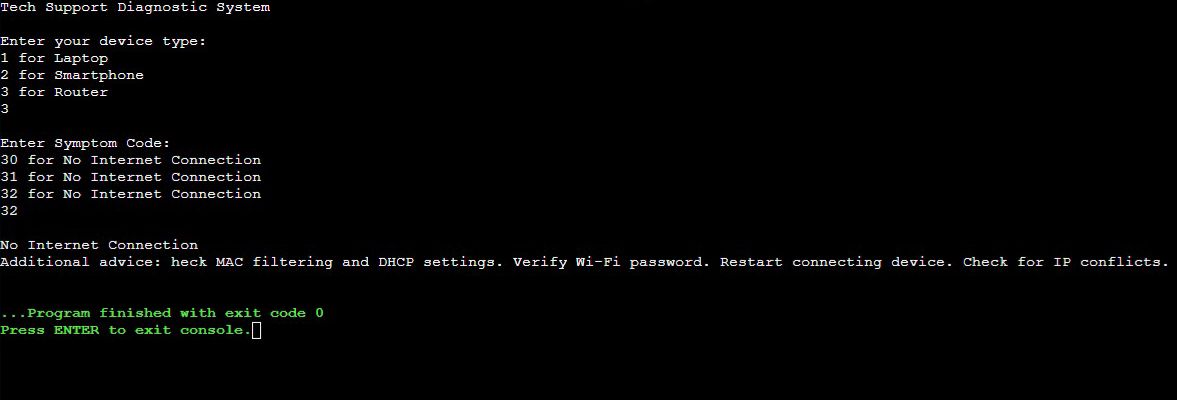 Tech Support Diagnostic System
Enter your device type:
1 for Laptop
2 for Smartphone
3 for Router
3
Enter Symptom Code:
30 for No Internet Connection
31 for No Internet Connection
32 for No Internet Connection
32
No Internet Connection
Additional advice: heck MAC filtering and DHCP settings. Verify Wi-Fi password. Restart connecting device. Check for IP conflicts.
...Program finished with exit code 0
Press ENTER to exit console.